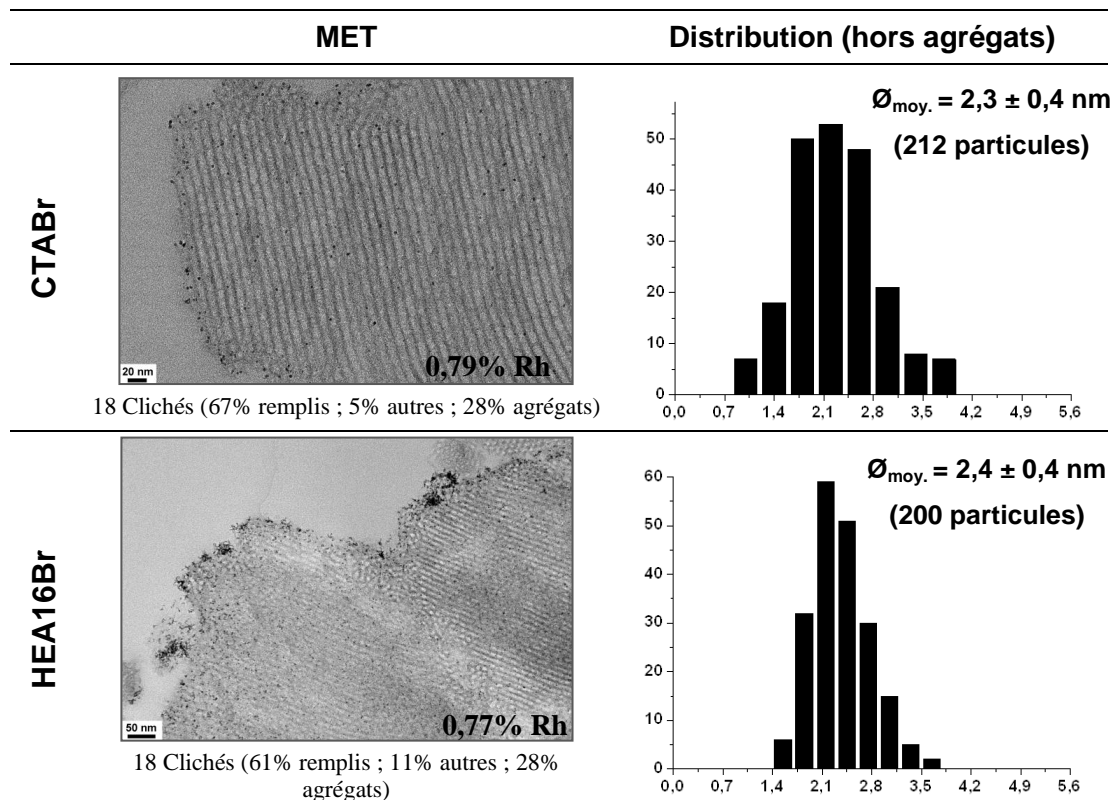 MET
Distribution (hors agrégats)
CTABr
20 nm
0,79% Rh
18 Clichés (67% remplis ; 5% autres ; 28% agrégats)
Ømoy. = 2,3 ± 0,4 nm
(212 particules)
50
40
30
20
10
0
0,0 0,7 1,4 2,1 2,8 3,5 4,2 4,9 5,6
HEA16Br
50 nm
0,77% Rh
18 Clichés (61% remplis ; 11% autres ; 28%
agrégats)
Ømoy. = 2,4 ± 0,4 nm
(200 particules)
60
50
40
30
20
10
0
0,0 0,7 1,4 2,1 2,8 3,5 4,2 4,9 5,6